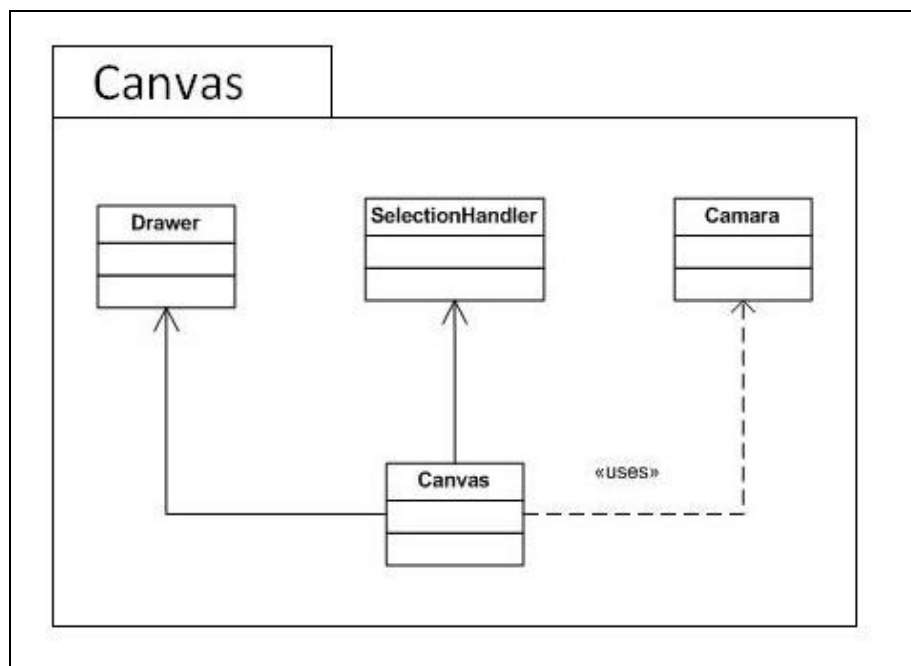 Canvas
Drawer
SelectionHandler
Camara
Canvas
«uses»